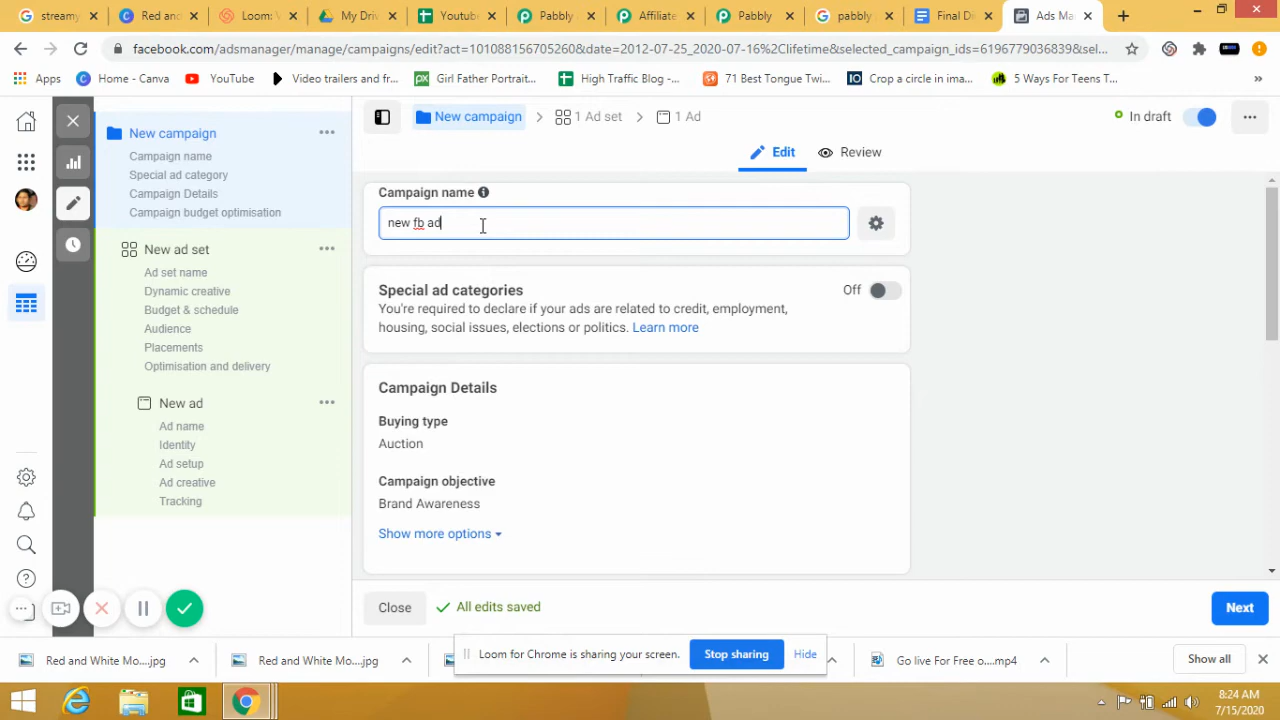 streamy
Red and
Loom: V
My Driv
Youtube
Pabbly
Affiliate
Pabbly
pabbly
Final Di
Ads Ma
facebook.com/adsmanager/manage/campaigns/edit?act=101088156705260&date=2012-07-25_2020-07-16%2Clifetime&selected_campaign_ids=6196779036839&sel...
Apps
Home - Canva
YouTube
Video trailers and fr...
Girl Father Portrait...
High Traffic Blog -...
71 Best Tongue Twi...
Crop a circle in ima...
5 Ways For Teens T...
New campaign
Campaign name
Special ad category
Campaign Details
Campaign budget optimisation
New ad set
Ad set name
Dynamic creative
Budget & schedule
Audience
Placements
Optimisation and delivery
New ad
Ad name
Identity
Ad setup
Ad creative
Tracking
New campaign > 1 Ad set > 1 Ad
In draft
Edit
Review
Campaign name
new fb ad
Special ad categories
Off
You're required to declare if your ads are related to credit, employment,
housing, social issues, elections or politics. Learn more
Campaign Details
Buying type
Auction
Campaign objective
Brand Awareness
Show more options
Close
All edits saved
Next
Loom for Chrome is sharing your screen.
Stop sharing
Hide
Red and White Mo....jpg
Red and White Mo....jpg
Go live For Free o....mp4
Show all
8:24 AM
7/15/2020